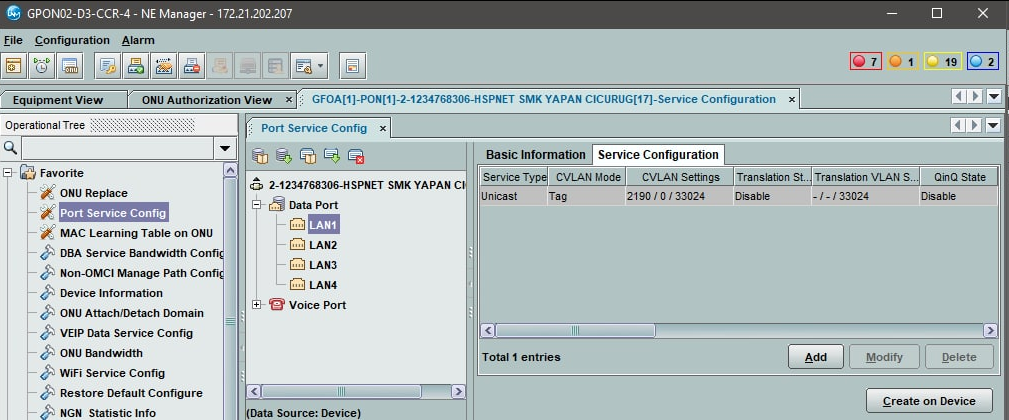 GPON02-D3-CCR-4 - NE Manager - 172.21.202.207
File Configuration Alarm
7 1 19 2
Equipment View
ONU Authorization View
GFOA[1]-PON[1]-2-1234768306-HSPNET SMK YAPAN CICURUG[17]-Service Configuration
Operational Tree
Favorite
ONU Replace
Port Service Config
MAC Learning Table on ONU
DBA Service Bandwidth Config
Non-OMCI Manage Path Config
Device Information
ONU Attach/Detach Domain
VEIP Data Service Config
ONU Bandwidth
WiFi Service Config
Restore Default Configure
NGN Statistic Info
Port Service Config
2-1234768306-HSPNET SMK YAPAN CI
Data Port
LAN1
LAN2
LAN3
LAN4
Voice Port
(Data Source: Device)
Basic Information Service Configuration
Service Type CVLAN Mode CVLAN Settings Translation St... Translation VLAN S... QinQ State
Unicast Tag 2190 / 0 / 33024 Disable - / - / 33024 Disable
Total 1 entries
Add Modify Delete
Create on Device